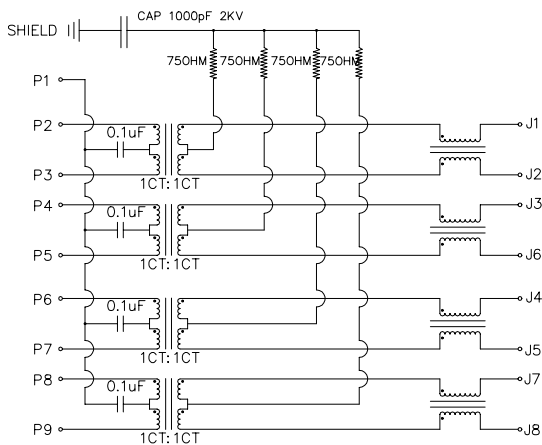 CAP 1000pF 2KV
SHIELD
75OHM 75OHM 75OHM 75OHM
P1
P2
0.1uF
J1
P3
1CT:1CT
J2
P4
0.1uF
J3
P5
1CT:1CT
J6
P6
0.1uF
J4
P7
1CT:1CT
J5
P8
0.1uF
J7
P9
1CT:1CT
J8